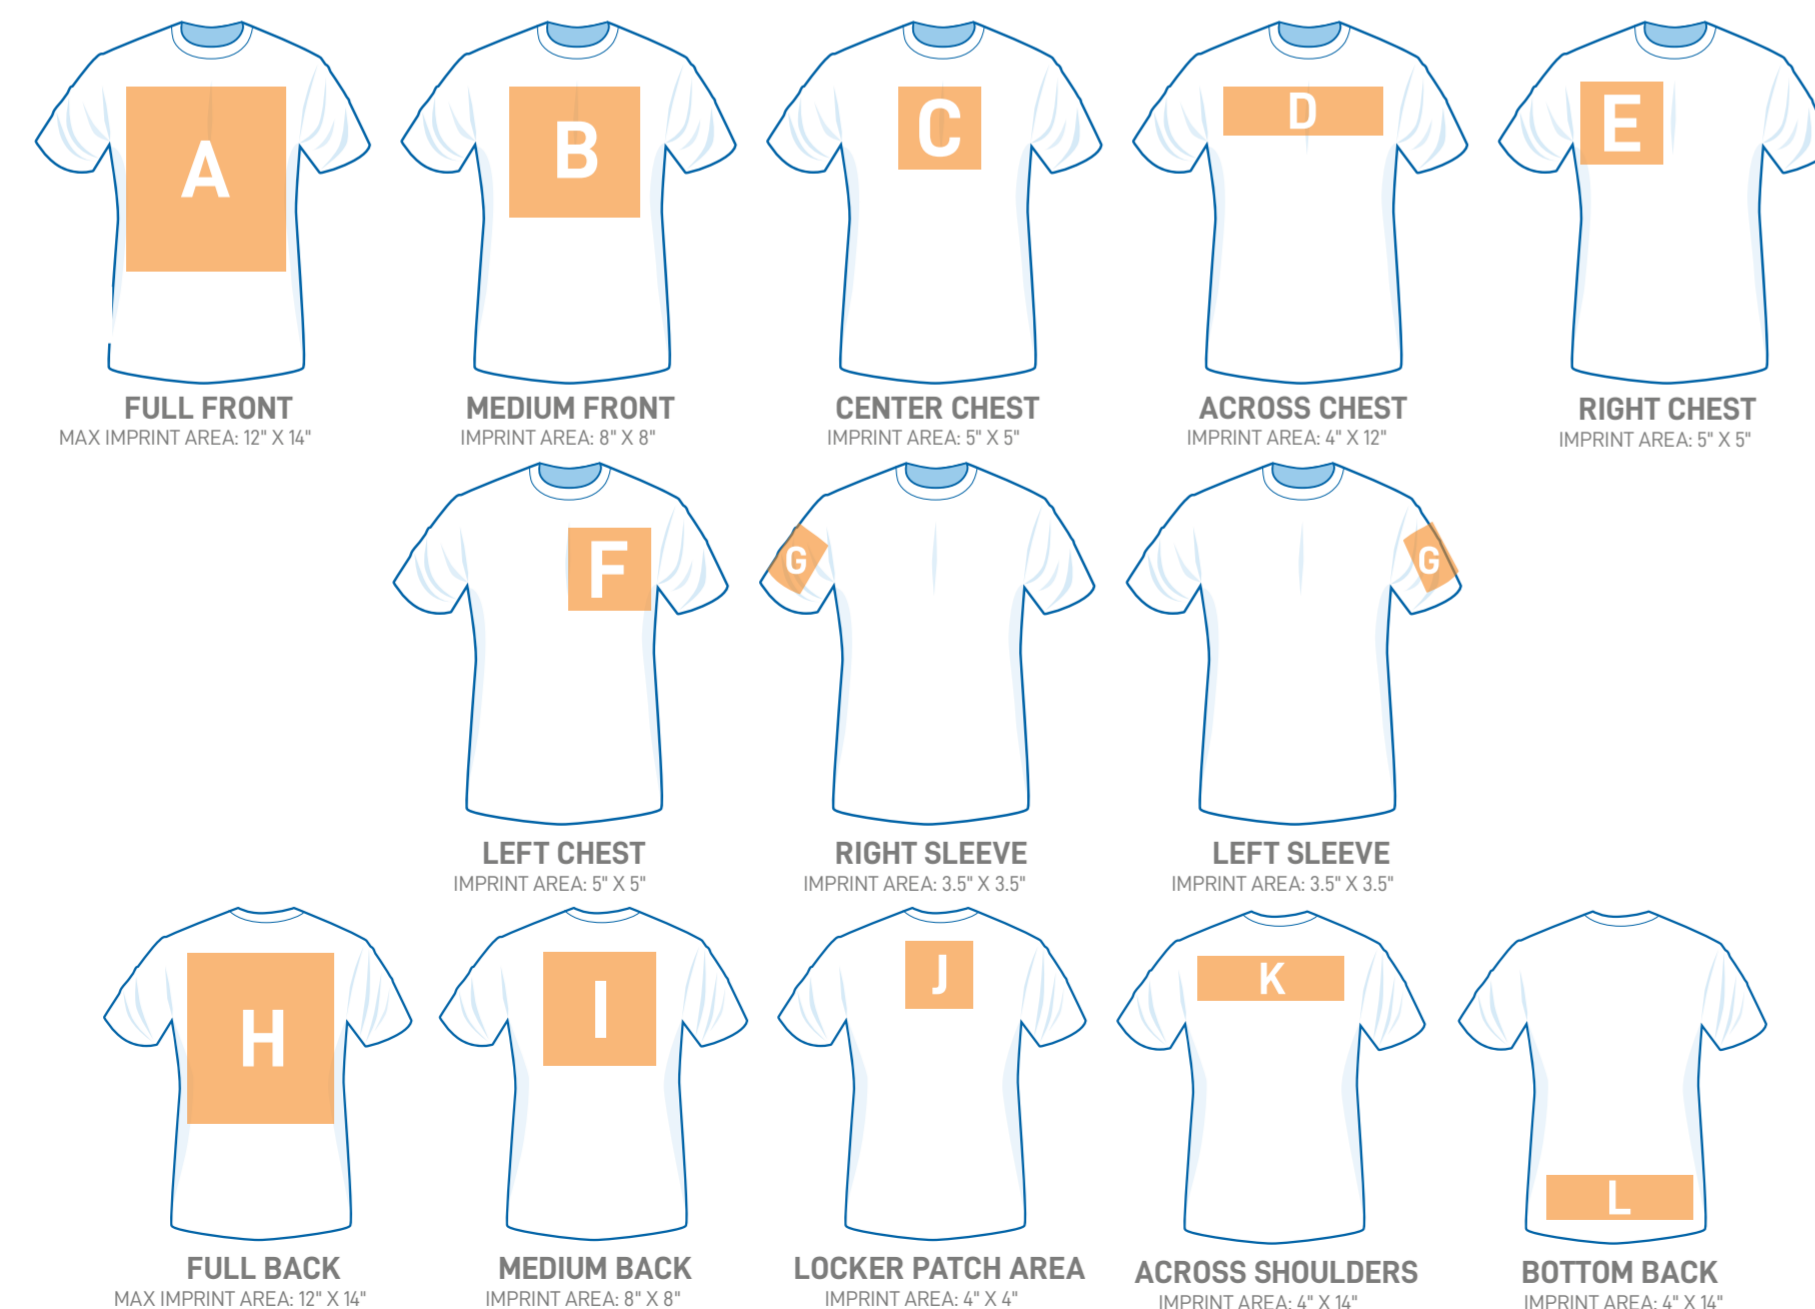 A
B
C
D
E
FULL FRONT
MAX IMPRINT AREA: 12" X 14"
MEDIUM FRONT
IMPRINT AREA: 8" X 8"
CENTER CHEST
IMPRINT AREA: 5" X 5"
ACROSS CHEST
IMPRINT AREA: 4" X 12"
RIGHT CHEST
IMPRINT AREA: 5" X 5"
F
G
G
LEFT CHEST
IMPRINT AREA: 5" X 5"
RIGHT SLEEVE
IMPRINT AREA: 3.5" X 3.5"
LEFT SLEEVE
IMPRINT AREA: 3.5" X 3.5"
H
I
J
K
L
FULL BACK
MAX IMPRINT AREA: 12" X 14"
MEDIUM BACK
IMPRINT AREA: 8" X 8"
LOCKER PATCH AREA
IMPRINT AREA: 4" X 4"
ACROSS SHOULDERS
IMPRINT AREA: 4" X 14"
BOTTOM BACK
IMPRINT AREA: 4" X 14"